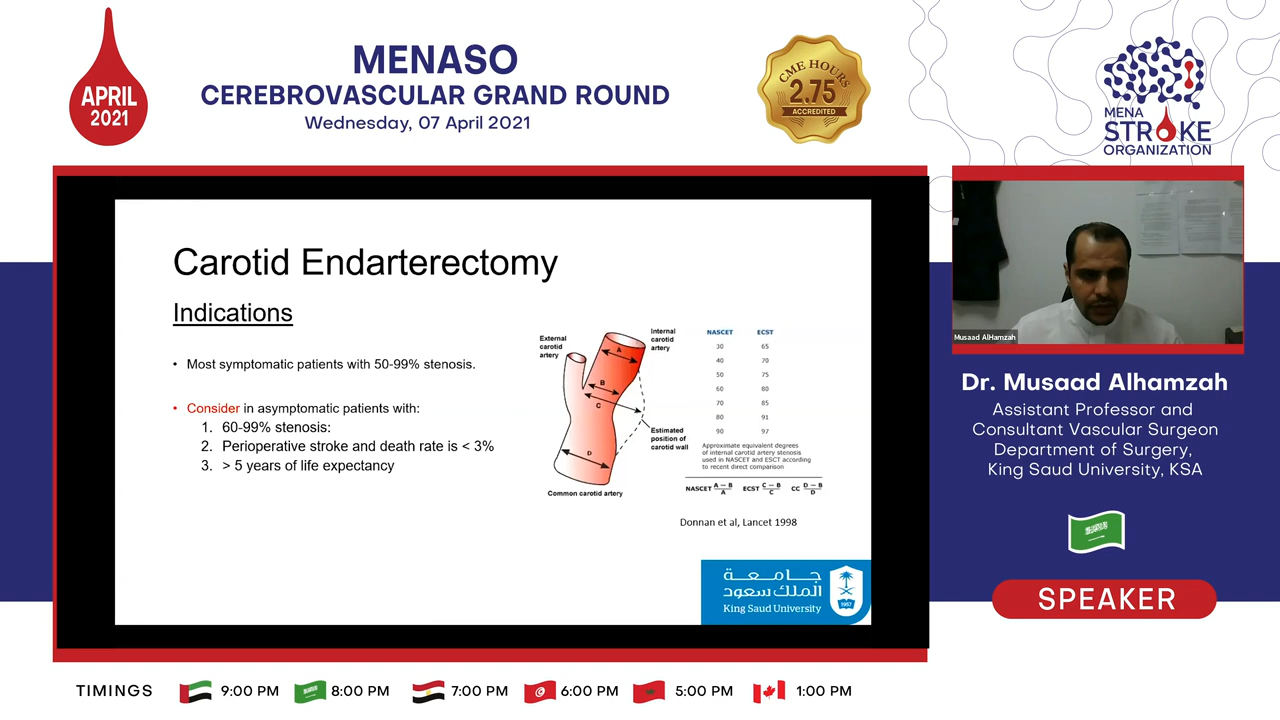 APRIL
2021
MENASO
CEREBROVASCULAR GRAND ROUND
Wednesday, 07 April 2021
CME HOURS
2.75
ACCREDITED
MENA
STROKE
ORGANIZATION
Carotid Endarterectomy
Indications
• Most symptomatic patients with 50-99% stenosis.
• Consider in asymptomatic patients with:
1. 60-99% stenosis:
2. Perioperative stroke and death rate is < 3%
3. > 5 years of life expectancy
External
carotid
artery
Internal
carotid
artery
A
B
C
D
Estimated
position of
carotid wall
Common carotid artery
NASCET ECST
30 65
40 70
50 75
60 80
70 85
80 91
90 97
Approximate equivalent degrees
of internal carotid artery stenosis
used in NASCET and ESCT according
to recent direct comparison
NASCET A – B / A ECST C – B / C CC D – B / D
Donnan et al, Lancet 1998
جامعة
الملك سعود
King Saud University
1957
Musaad AlHamzah
Dr. Musaad Alhamzah
Assistant Professor and
Consultant Vascular Surgeon
Department of Surgery,
King Saud University, KSA
SPEAKER
TIMINGS 9:00 PM 8:00 PM 7:00 PM 6:00 PM 5:00 PM 1:00 PM